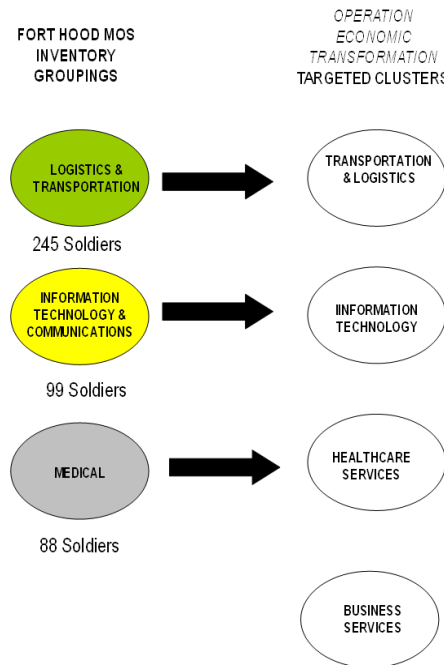 FORT HOOD MOS
INVENTORY
GROUPINGS
OPERATION
ECONOMIC
TRANSFORMATION
TARGETED CLUSTERS
LOGISTICS &
TRANSPORTATION
TRANSPORTATION
& LOGISTICS
245 Soldiers
INFORMATION
TECHNOLOGY &
COMMUNICATIONS
IINFORMATION
TECHNOLOGY
99 Soldiers
MEDICAL
HEALTHCARE
SERVICES
88 Soldiers
BUSINESS
SERVICES